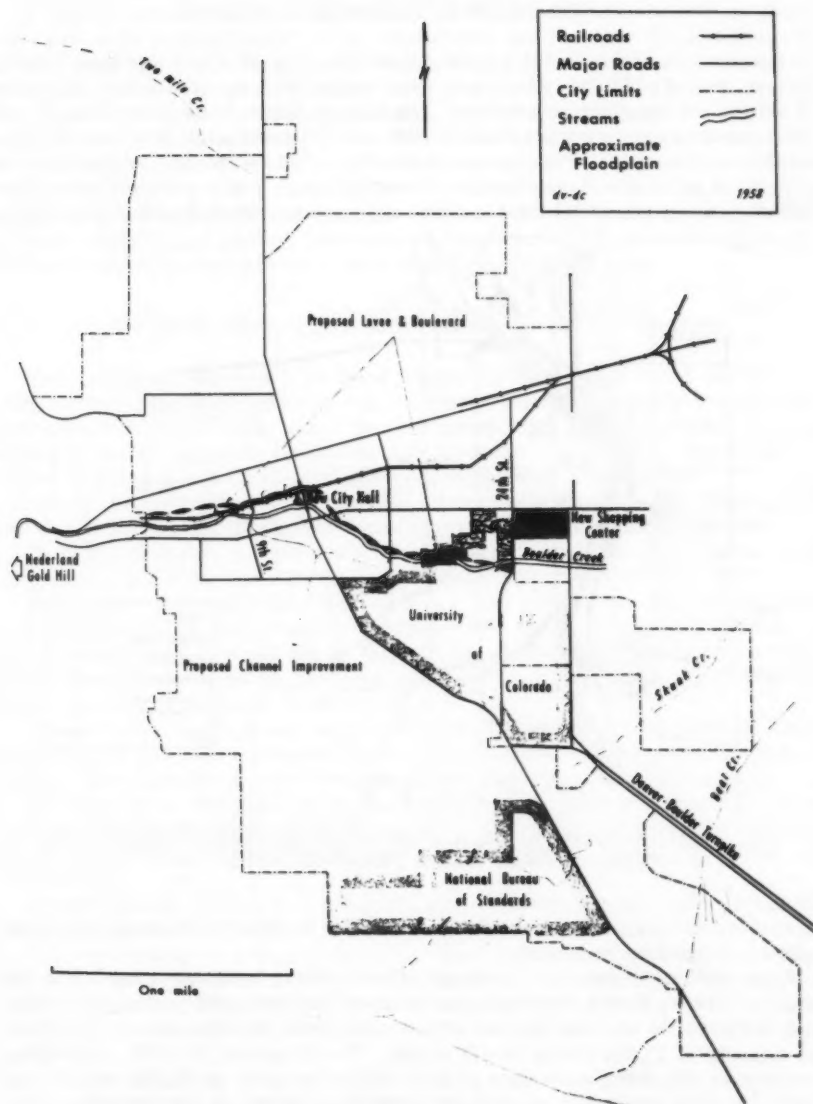 Railroads
Major Roads
City Limits
Streams
Approximate
Floodplain
dv-dc 1958
N
Two mile Cr.
Proposed Levee & Boulevard
24th St.
New City Hall
New Shopping
Center
Boulder Creek
9th St.
Nederland
Gold Hill
University
of
Colorado
Proposed Channel Improvement
Skunk Cr.
Bear Cr.
Denver-Boulder Turnpike
National Bureau
of Standards
One mile